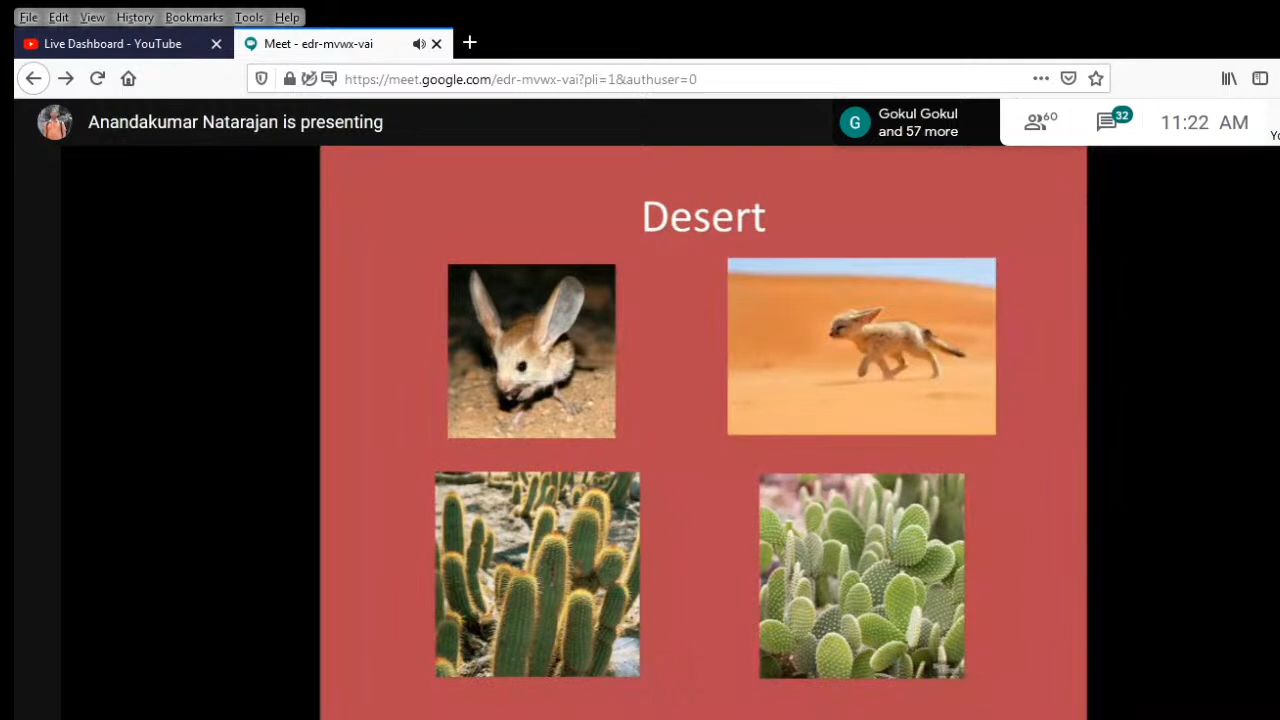 File Edit View History Bookmarks Tools Help
Live Dashboard - YouTube
Meet - edr-mvwx-vai
https://meet.google.com/edr-mvwx-vai?pli=1&authuser=0
Anandakumar Natarajan is presenting
G
Gokul Gokul
and 57 more
60
32
11:22 AM
Desert